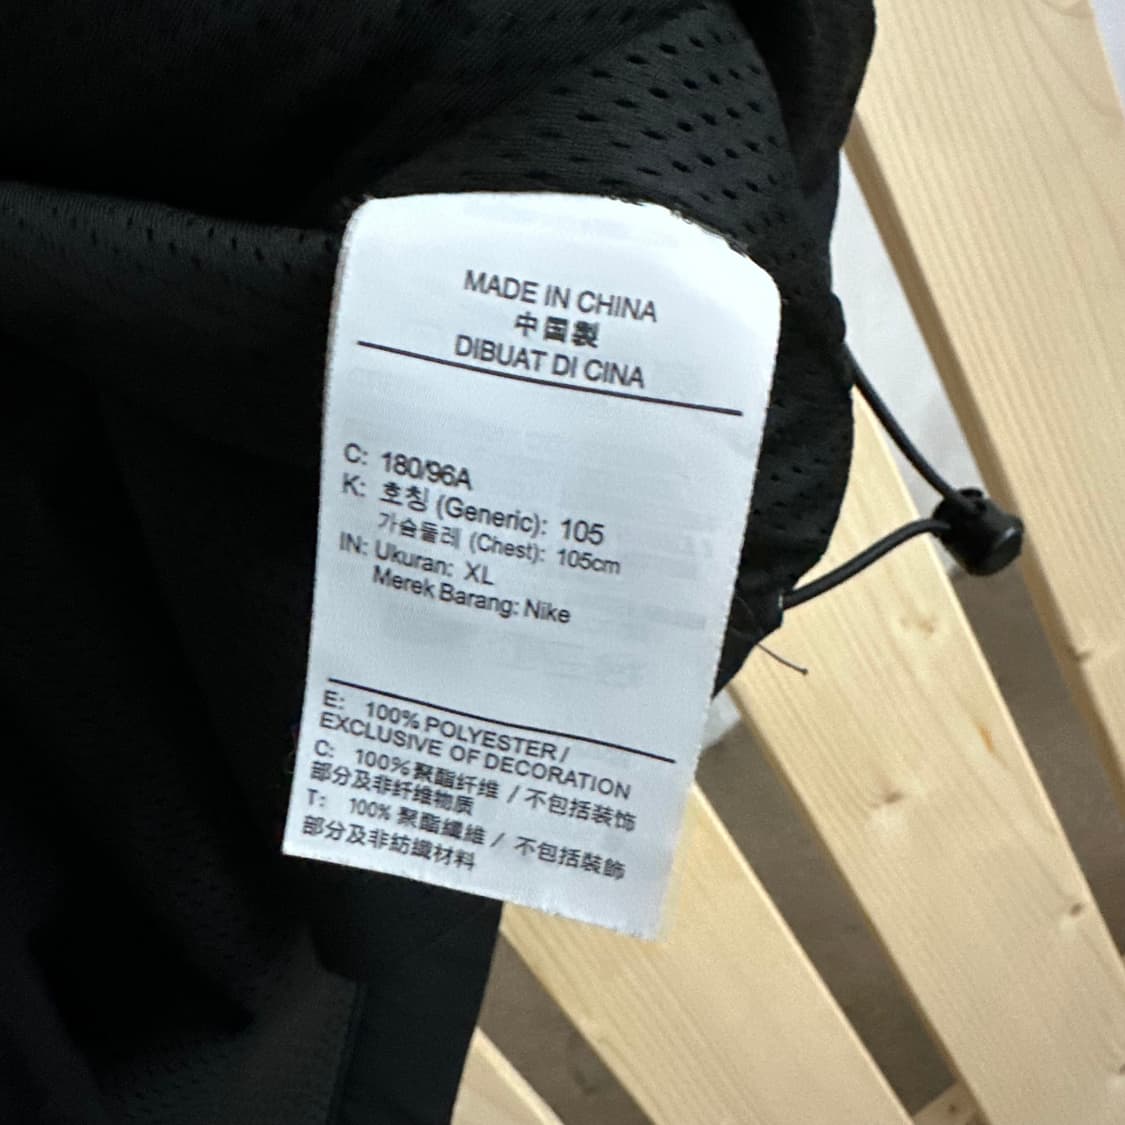 MADE IN CHINA
中国製
DIBUAT DI CINA
C: 180/96A
K: 호칭 (Generic): 105
가슴둘레 (Chest): 105cm
IN: Ukuran: XL
Merek Barang: Nike
E: 100% POLYESTER /
EXCLUSIVE OF DECORATION
C: 100% 聚酯纤维 / 不包括装饰
部分及非纤维物质
T: 100% 聚酯纖維 / 不包括裝飾
部分及非紡織材料